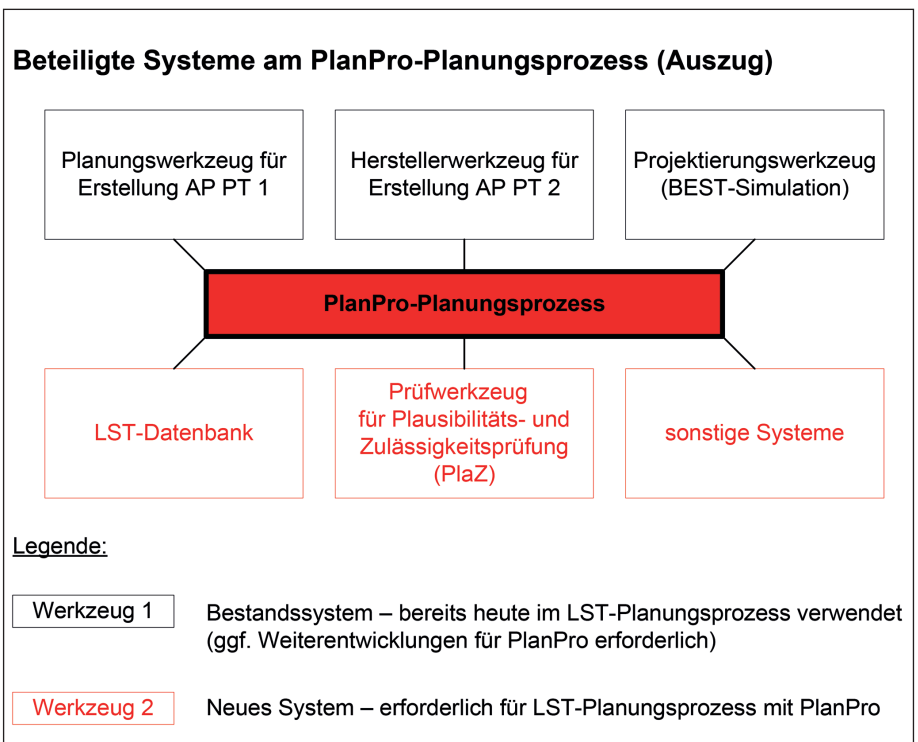 Beteiligte Systeme am PlanPro-Planungsprozess (Auszug)
Planungswerkzeug für
Erstellung AP PT 1
Herstellerwerkzeug für
Erstellung AP PT 2
Projektierungswerkzeug
(BEST-Simulation)
PlanPro-Planungsprozess
LST-Datenbank
Prüfwerkzeug
für Plausibilitäts- und
Zulässigkeitsprüfung
(PlaZ)
sonstige Systeme
Legende:
Werkzeug 1
Bestandssystem – bereits heute im LST-Planungsprozess verwendet
(ggf. Weiterentwicklungen für PlanPro erforderlich)
Werkzeug 2
Neues System – erforderlich für LST-Planungsprozess mit PlanPro